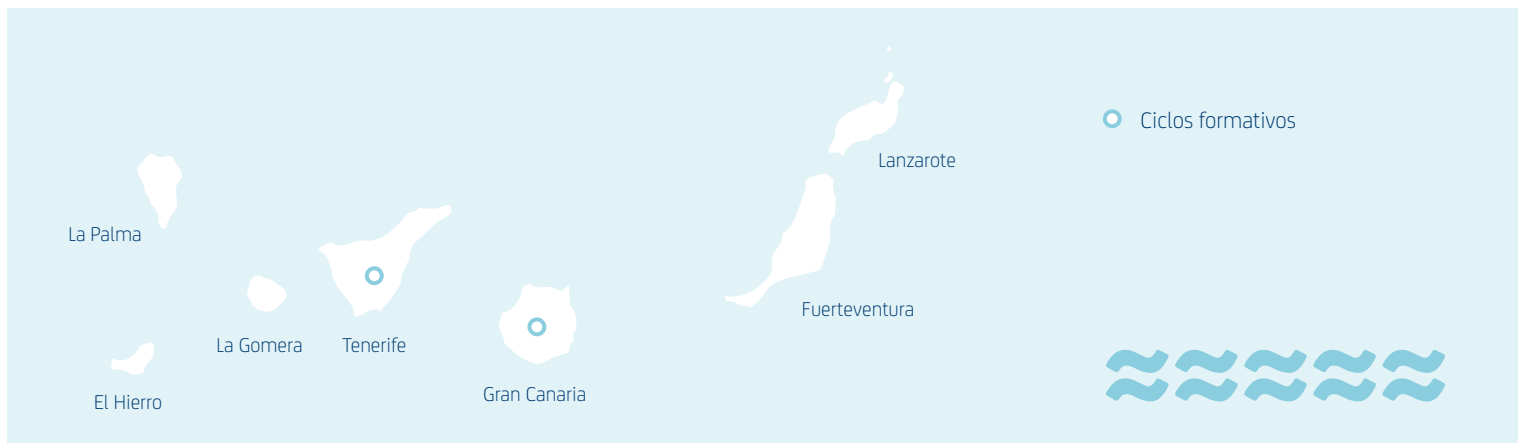 Ciclos formativos
Lanzarote
La Palma
Fuerteventura
La Gomera
Tenerife
Gran Canaria
El Hierro